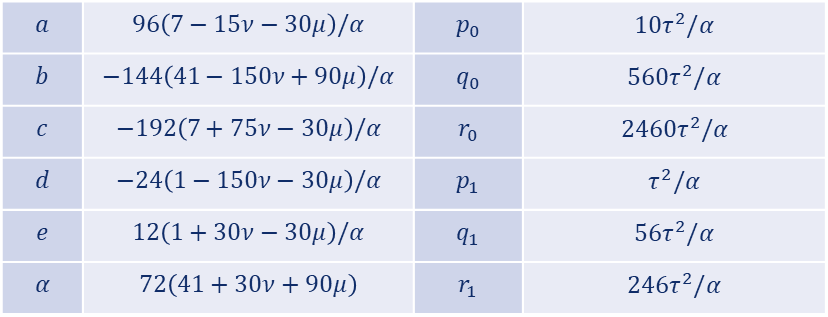 a 96(7 − 15ν − 30μ)/α p₀ 10τ²/α
b −144(41 − 150ν + 90μ)/α q₀ 560τ²/α
c −192(7 + 75ν − 30μ)/α r₀ 2460τ²/α
d −24(1 − 150ν − 30μ)/α p₁ τ²/α
e 12(1 + 30ν − 30μ)/α q₁ 56τ²/α
α 72(41 + 30ν + 90μ) r₁ 246τ²/α